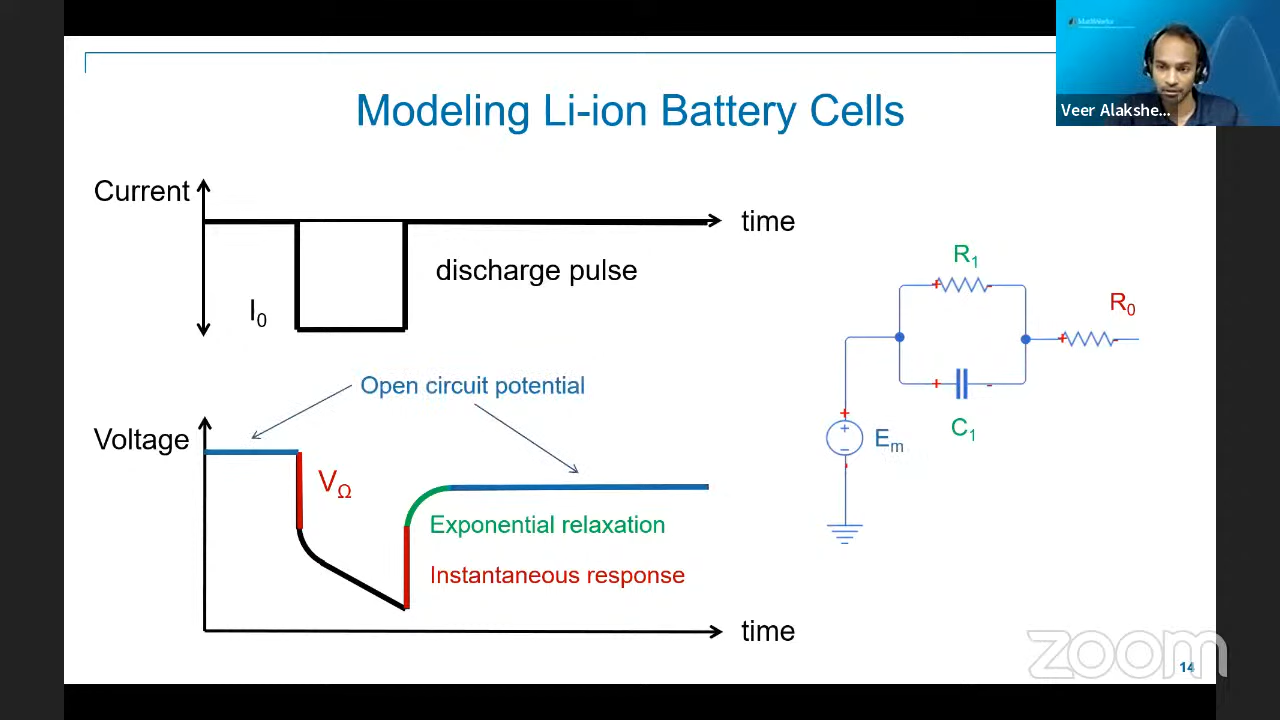 MathWorks
Veer Alakshe...
Modeling Li-ion Battery Cells
Current
time
discharge pulse
I0
R1
R0
C1
+
−
Em
Open circuit potential
Voltage
VΩ
Exponential relaxation
Instantaneous response
time
zoom
14